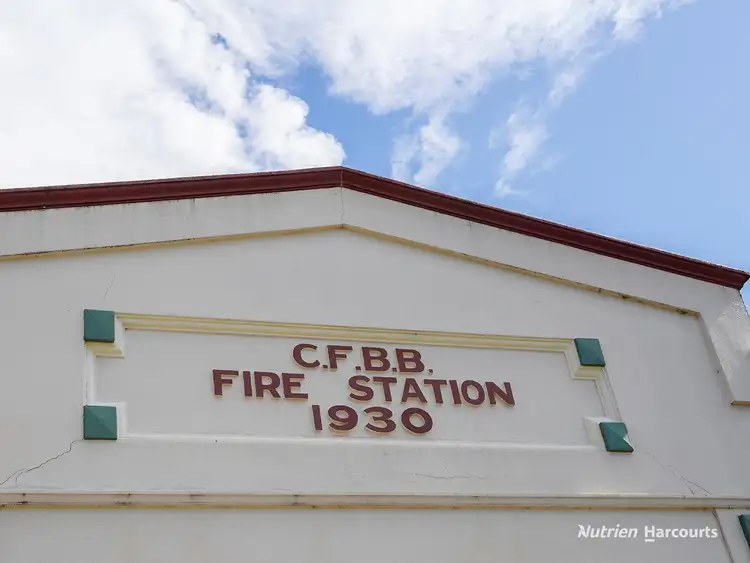 C.F.B.B.
FIRE STATION
1930
Nutrien Harcourts